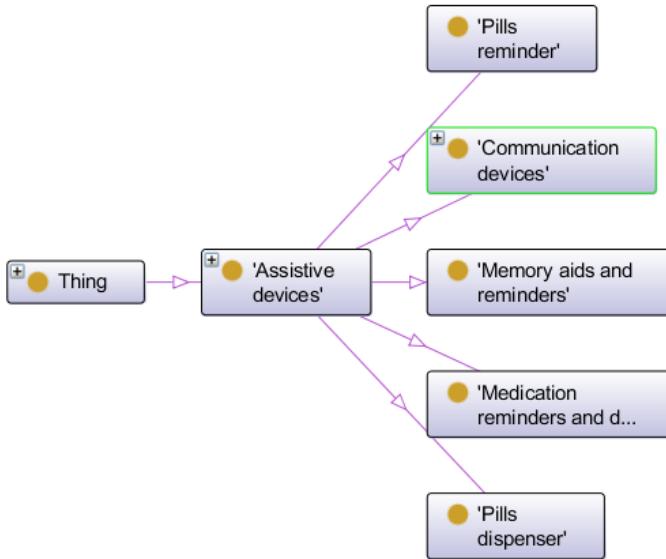 'Pills
reminder'
'Communication
devices'
Thing
'Assistive
devices'
'Memory aids and
reminders'
'Medication
reminders and d...
'Pills
dispenser'